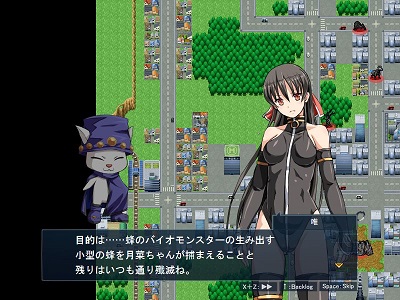 唯
目的は……蜂のバイオモンスターの生み出す
小型の蜂を月菜ちゃんが捕まえることと
残りはいつも通り殲滅ね。
X+Z:▶▶ T:Backlog Space:Skip